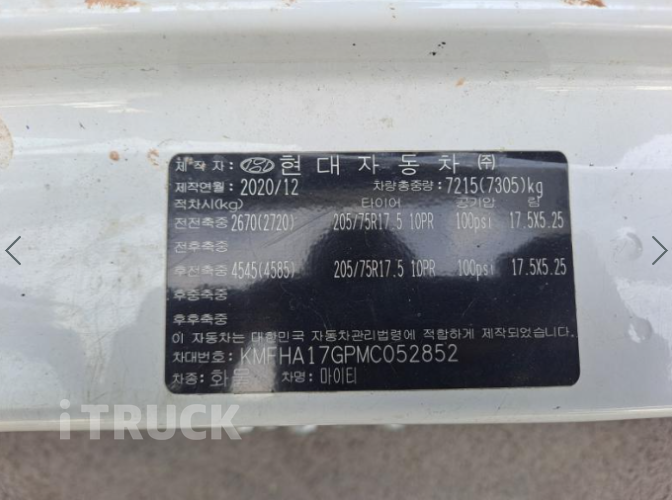 제작자: 현대자동차 ㈜
제작연월: 2020/12 차량총중량: 7215(7305)kg
적차시(kg) 타이어 공기압 림
전전축중 2670(2720) 205/75R17.5 10PR 100psi 17.5X5.25
전후축중
후전축중 4545(4585) 205/75R17.5 10PR 100psi 17.5X5.25
후중축중
후후축중
이 자동차는 대한민국 자동차관리법령에 적합하게 제작되었습니다.
차대번호: KMFHA17GPMC052852
차종: 화물 차명: 마이티
iTRUCK